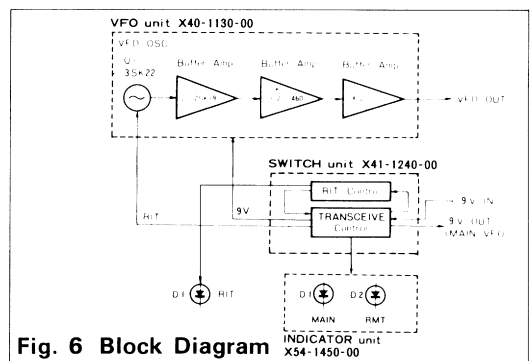 VFO unit X40-1130-00
VFO OSC
3SK22
Buffer Amp
Buffer Amp
Buffer Amp
VFO OUT
SWITCH unit X41-1240-00
RIT Control
9V
9V IN
RIT
TRANSCEIVE
Control
9V OUT
(MAIN VFO)
D1
RIT
D1
D2
MAIN
RMT
INDICATOR unit
X54-1450-00
Fig. 6 Block Diagram